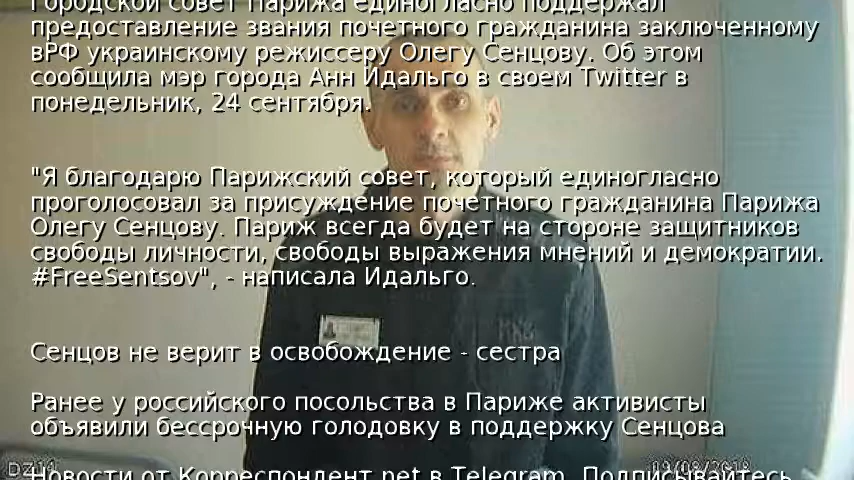 Городской совет Парижа единогласно поддержал
предоставление звания почетного гражданина заключенному
вРФ украинскому режиссеру Олегу Сенцову. Об этом
сообщила мэр города Анн Идальго в своем Twitter в
понедельник, 24 сентября.
"Я благодарю Парижский совет, который единогласно
проголосовал за присуждение почетного гражданина Парижа
Олегу Сенцову. Париж всегда будет на стороне защитников
свободы личности, свободы выражения мнений и демократии.
#FreeSentsov", - написала Идальго.
Сенцов не верит в освобождение - сестра
Ранее у российского посольства в Париже активисты
объявили бессрочную голодовку в поддержку Сенцова
Новости от Корреспондент.net в Telegram. Подписывайтесь